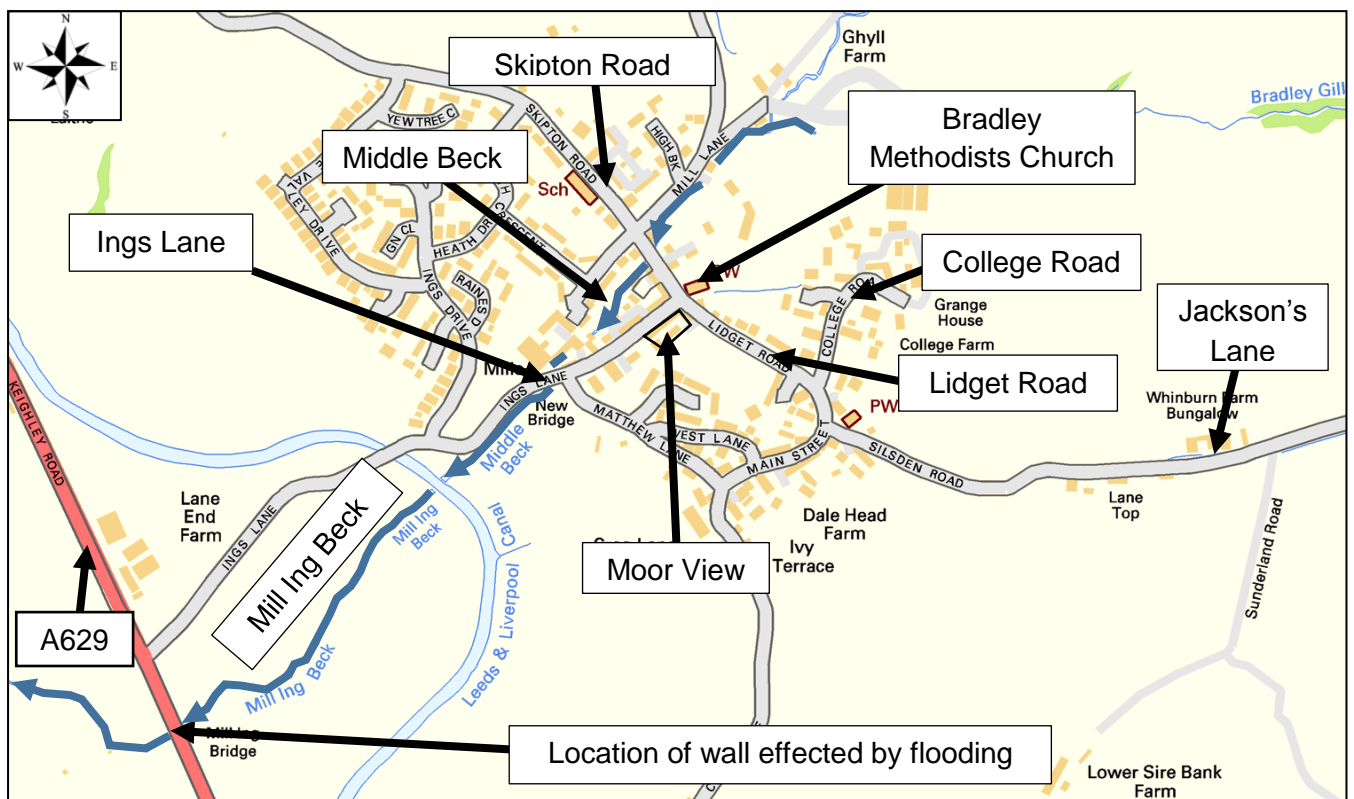 N
W
E
S
Ghyll
Farm
Skipton Road
Bradley Gill
YEW TREE C
SKIPTON ROAD
HIGH BK
MILL LANE
Bradley
Methodists Church
Middle Beck
Sch
VALLEY DRIVE
CRESCENT
GN CL
HEATH DR
Ings Lane
College Road
PW
COLLEGE ROA
Grange
House
INGS DRIVE
RAINES D
Jackson's
Lane
LIDGET ROAD
COLLEGE ROAD
College Farm
KEIGHLEY ROAD
Lidget Road
INGS LANE
New
Bridge
PW
Whinburn Farm
Bungalow
Middle
Beck
MATTHEW LANE
WEST LANE
MAIN STREET
SILSDEN ROAD
Lane
End
Farm
INGS LANE
Mill Ing Beck
Mill Ing
Beck
Canal
Lane
Top
Dale Head
Farm
Ivy
Terrace
Moor View
Leeds & Liverpool
Sunderland Road
A629
Mill Ing Beck
Bridge
Location of wall effected by flooding
Lower Sire Bank
Farm